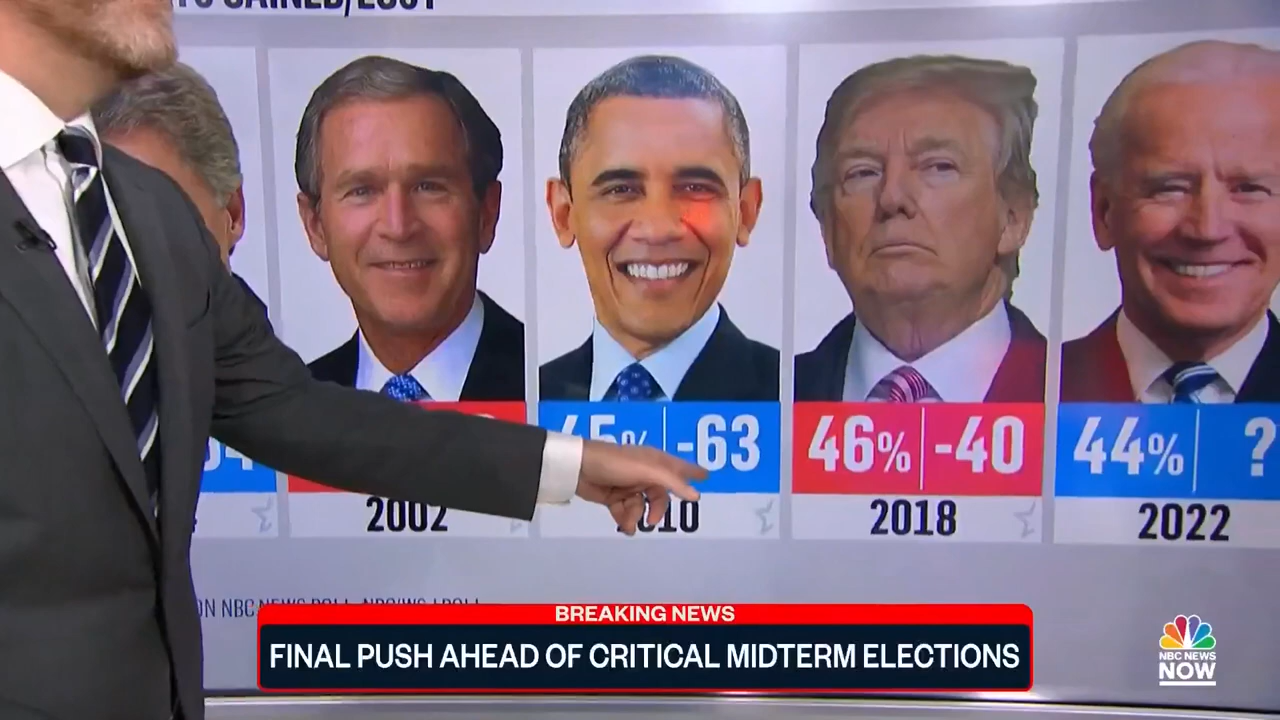 45% -63
46% -40
44% ?
2002
2010
2018
2022
BREAKING NEWS
FINAL PUSH AHEAD OF CRITICAL MIDTERM ELECTIONS
NBC NEWS
NOW